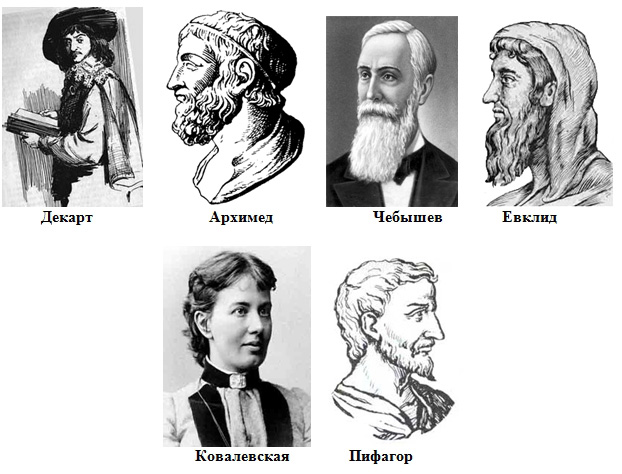 Декарт Архимед Чебышев Евклид
Ковалевская Пифагор